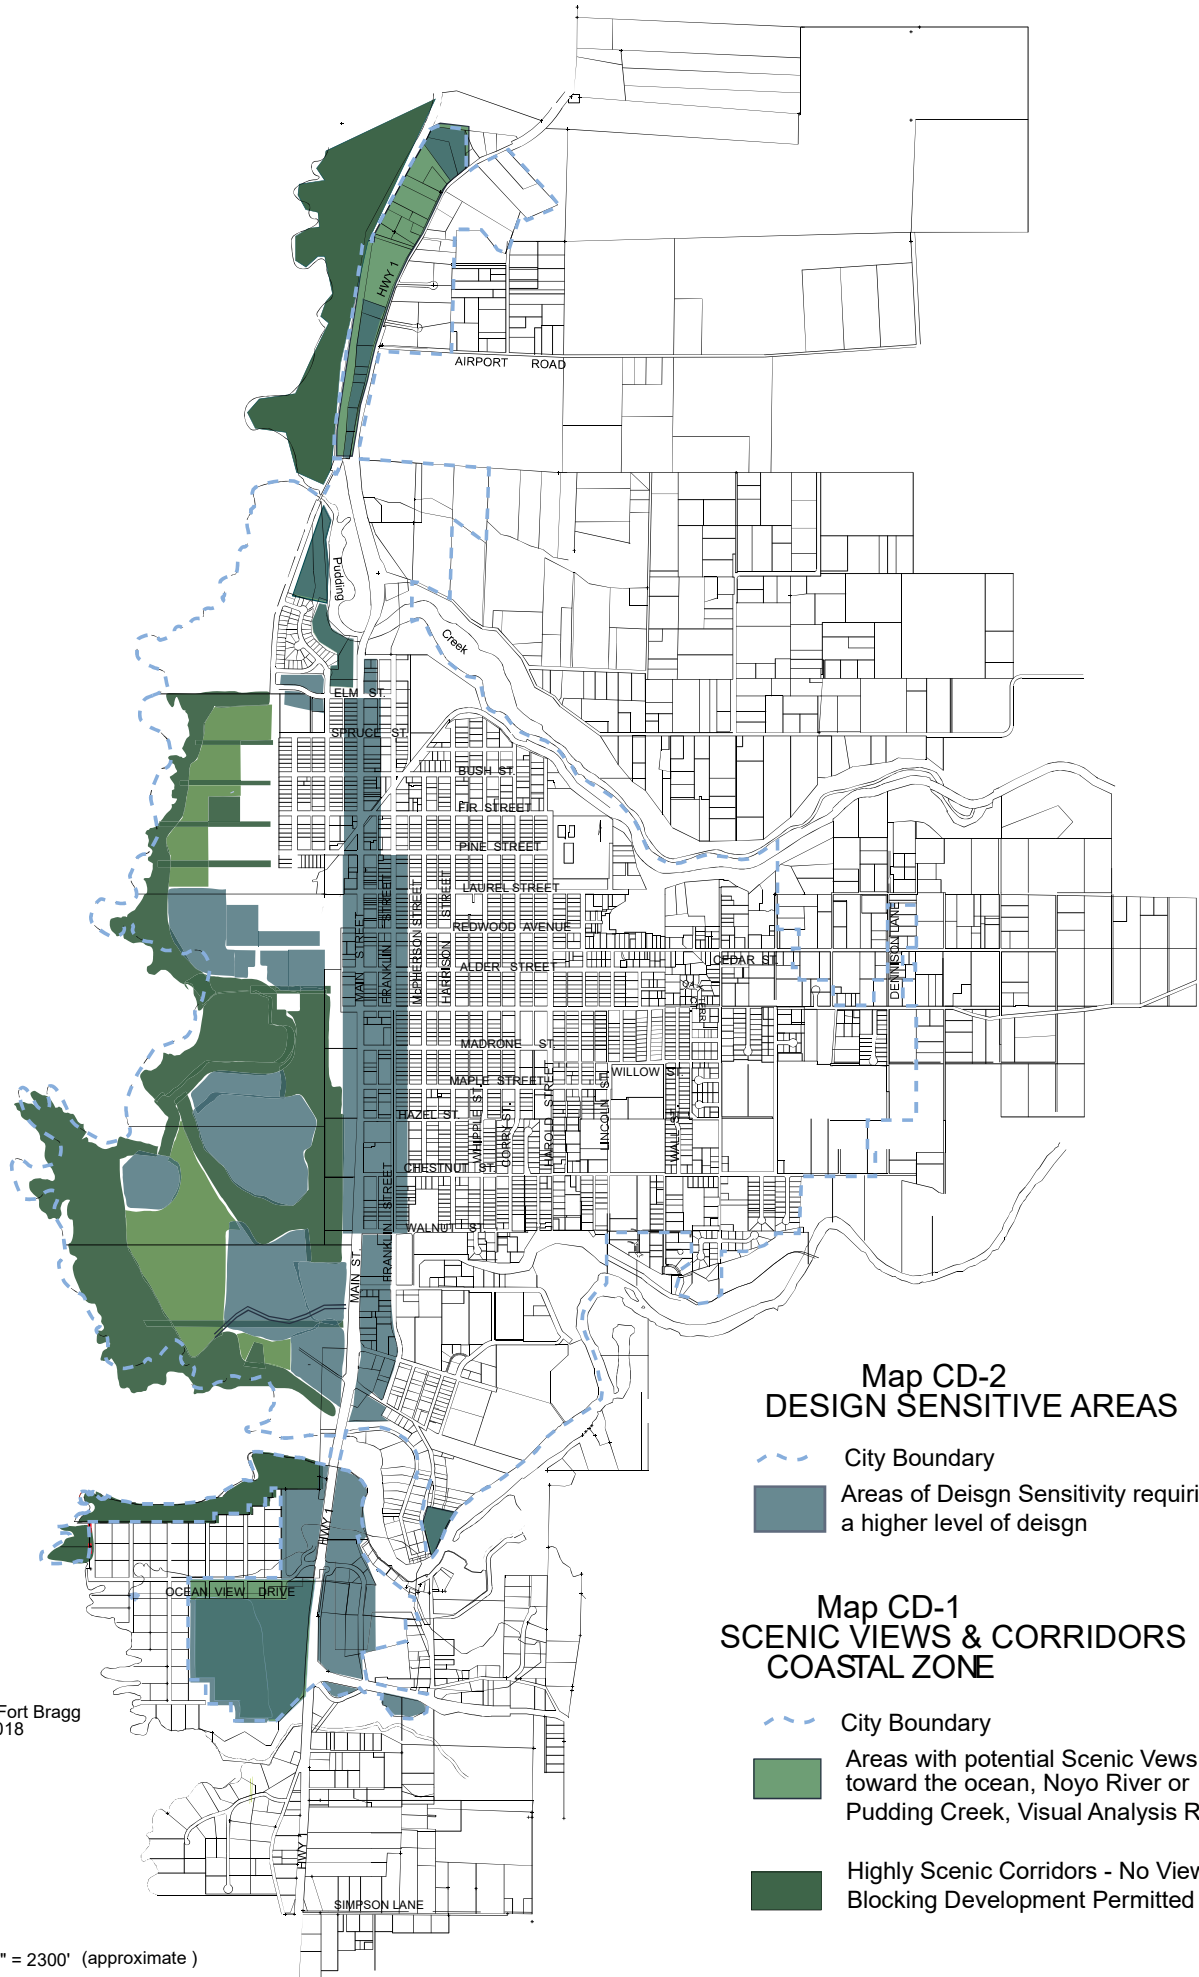 HWY 1
AIRPORT ROAD
Pudding
Creek
ELM ST.
SPRUCE ST.
BUSH ST.
FIR STREET
PINE STREET
LAUREL STREET
REDWOOD AVENUE
ALDER STREET
CEDAR ST.
MAIN STREET
FRANKLIN STREET
McPHERSON STREET
HARRISON STREET
DENNISON LANE
MADRONE ST.
MAPLE STREET
WILLOW ST.
HAZEL ST.
WHIPPLE ST.
CORRY ST.
HAROLD STREET
LINCOLN ST.
WALL ST.
CHESTNUT ST.
WALNUT ST.
MAIN ST.
FRANKLIN STREET
Map CD-2
DESIGN SENSITIVE AREAS
City Boundary
Areas of Deisgn Sensitivity requiri
a higher level of deisgn
HWY 1
OCEAN VIEW DRIVE
Map CD-1
SCENIC VIEWS & CORRIDORS
COASTAL ZONE
City Boundary
Areas with potential Scenic Vews
toward the ocean, Noyo River or
Pudding Creek, Visual Analysis R
Highly Scenic Corridors - No View
Blocking Development Permitted
Fort Bragg
018
HWY
SIMPSON LANE
" = 2300' (approximate )